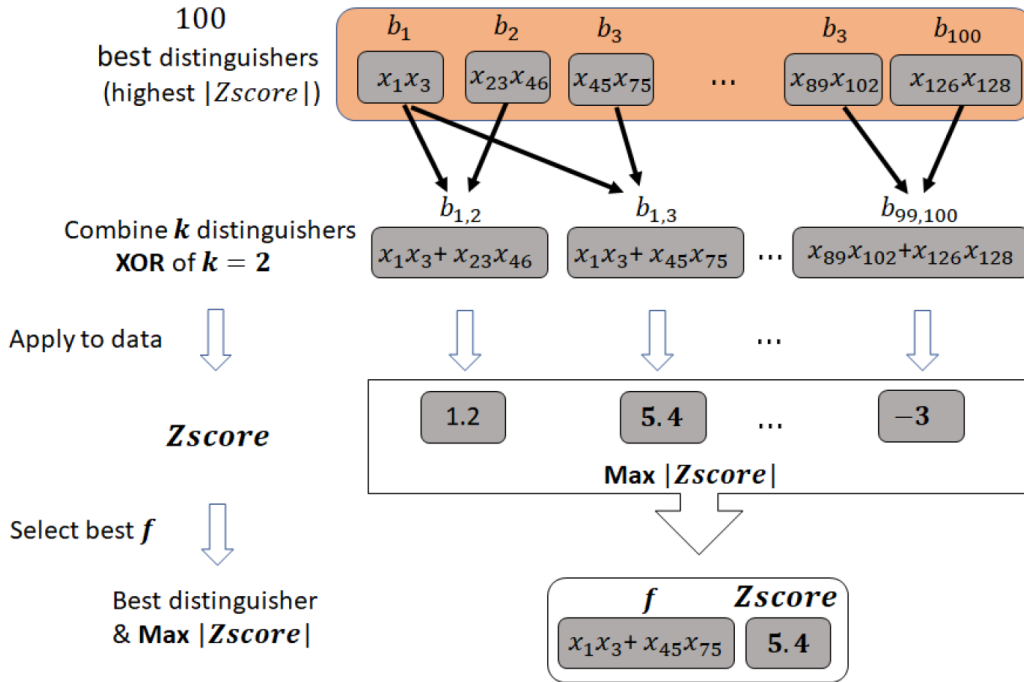 100
best distinguishers
(highest |Zscore|)
b₁ b₂ b₃ b₃ b₁₀₀
x₁x₃ x₂₃x₄₆ x₄₅x₇₅ ... x₈₉x₁₀₂ x₁₂₆x₁₂₈
Combine k distinguishers
XOR of k = 2
b₁,₂ b₁,₃ b₉₉,₁₀₀
x₁x₃+ x₂₃x₄₆ x₁x₃+ x₄₅x₇₅ ... x₈₉x₁₀₂+x₁₂₆x₁₂₈
Apply to data ...
Zscore
1.2 5.4 ... −3
Max |Zscore|
Select best f
Best distinguisher
& Max |Zscore|
f Zscore
x₁x₃+ x₄₅x₇₅ 5.4